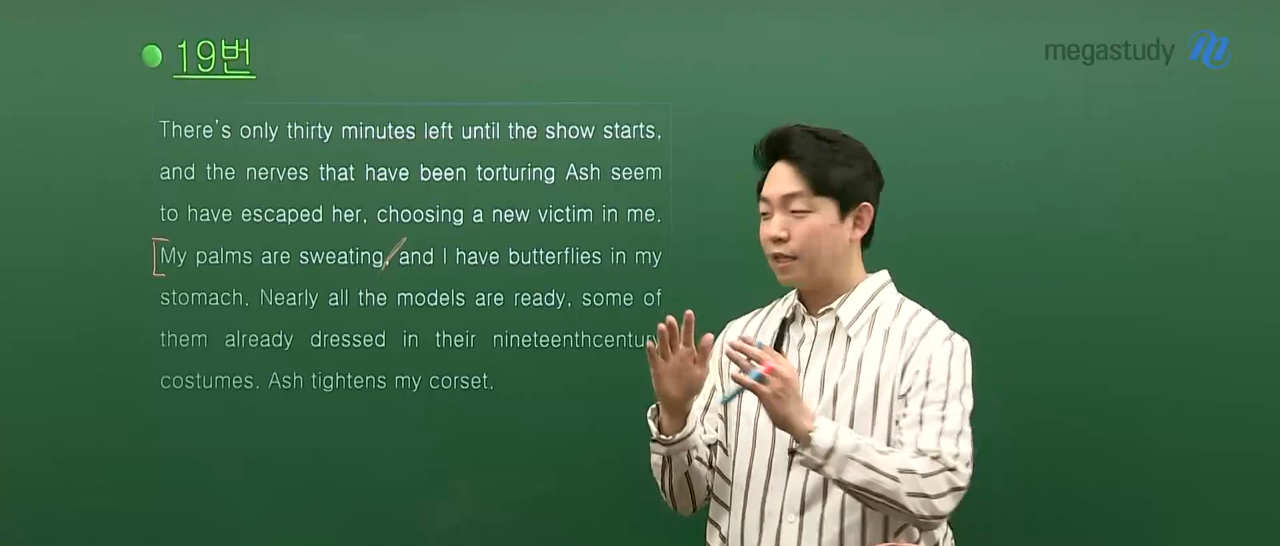 19번
megastudy
There's only thirty minutes left until the show starts,
and the nerves that have been torturing Ash seem
to have escaped her, choosing a new victim in me.
My palms are sweating, and I have butterflies in my
stomach. Nearly all the models are ready, some of
them already dressed in their nineteenthcentury
costumes. Ash tightens my corset.